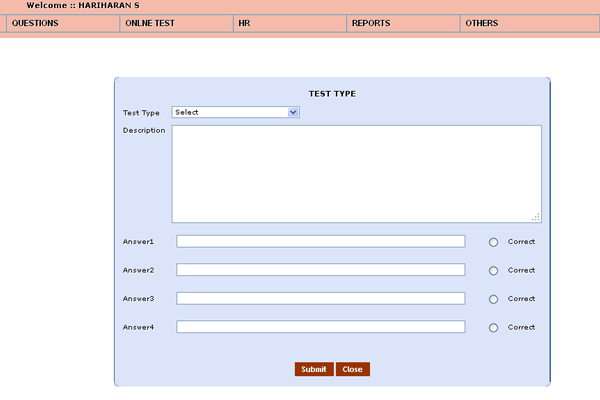 Welcome :: HARIHARAN S
QUESTIONS ONLNE TEST HR REPORTS OTHERS
TEST TYPE
Test Type Select
Description
Answer1 Correct
Answer2 Correct
Answer3 Correct
Answer4 Correct
Submit Close